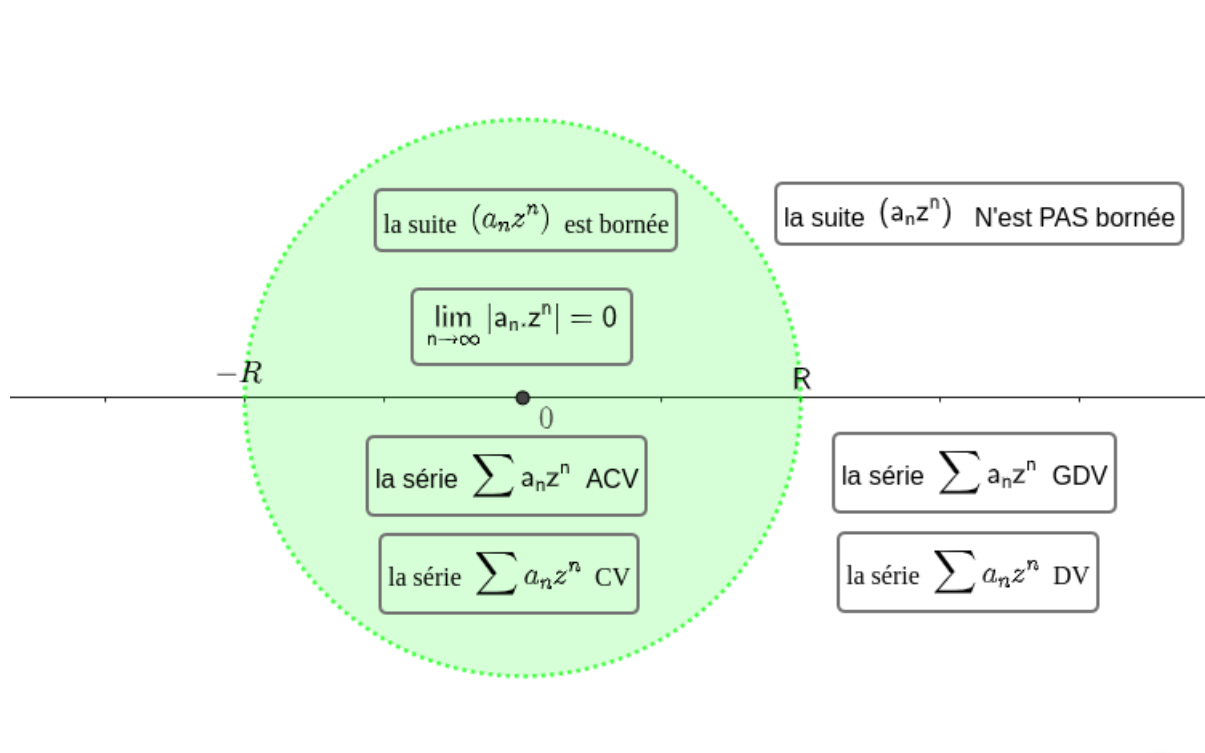 la suite (aₙzⁿ) est bornée
la suite (aₙzⁿ) N'est PAS bornée
lim |aₙ.zⁿ| = 0
n→∞
−R
R
0
la série ∑ aₙzⁿ ACV
la série ∑ aₙzⁿ GDV
la série ∑ aₙzⁿ CV
la série ∑ aₙzⁿ DV